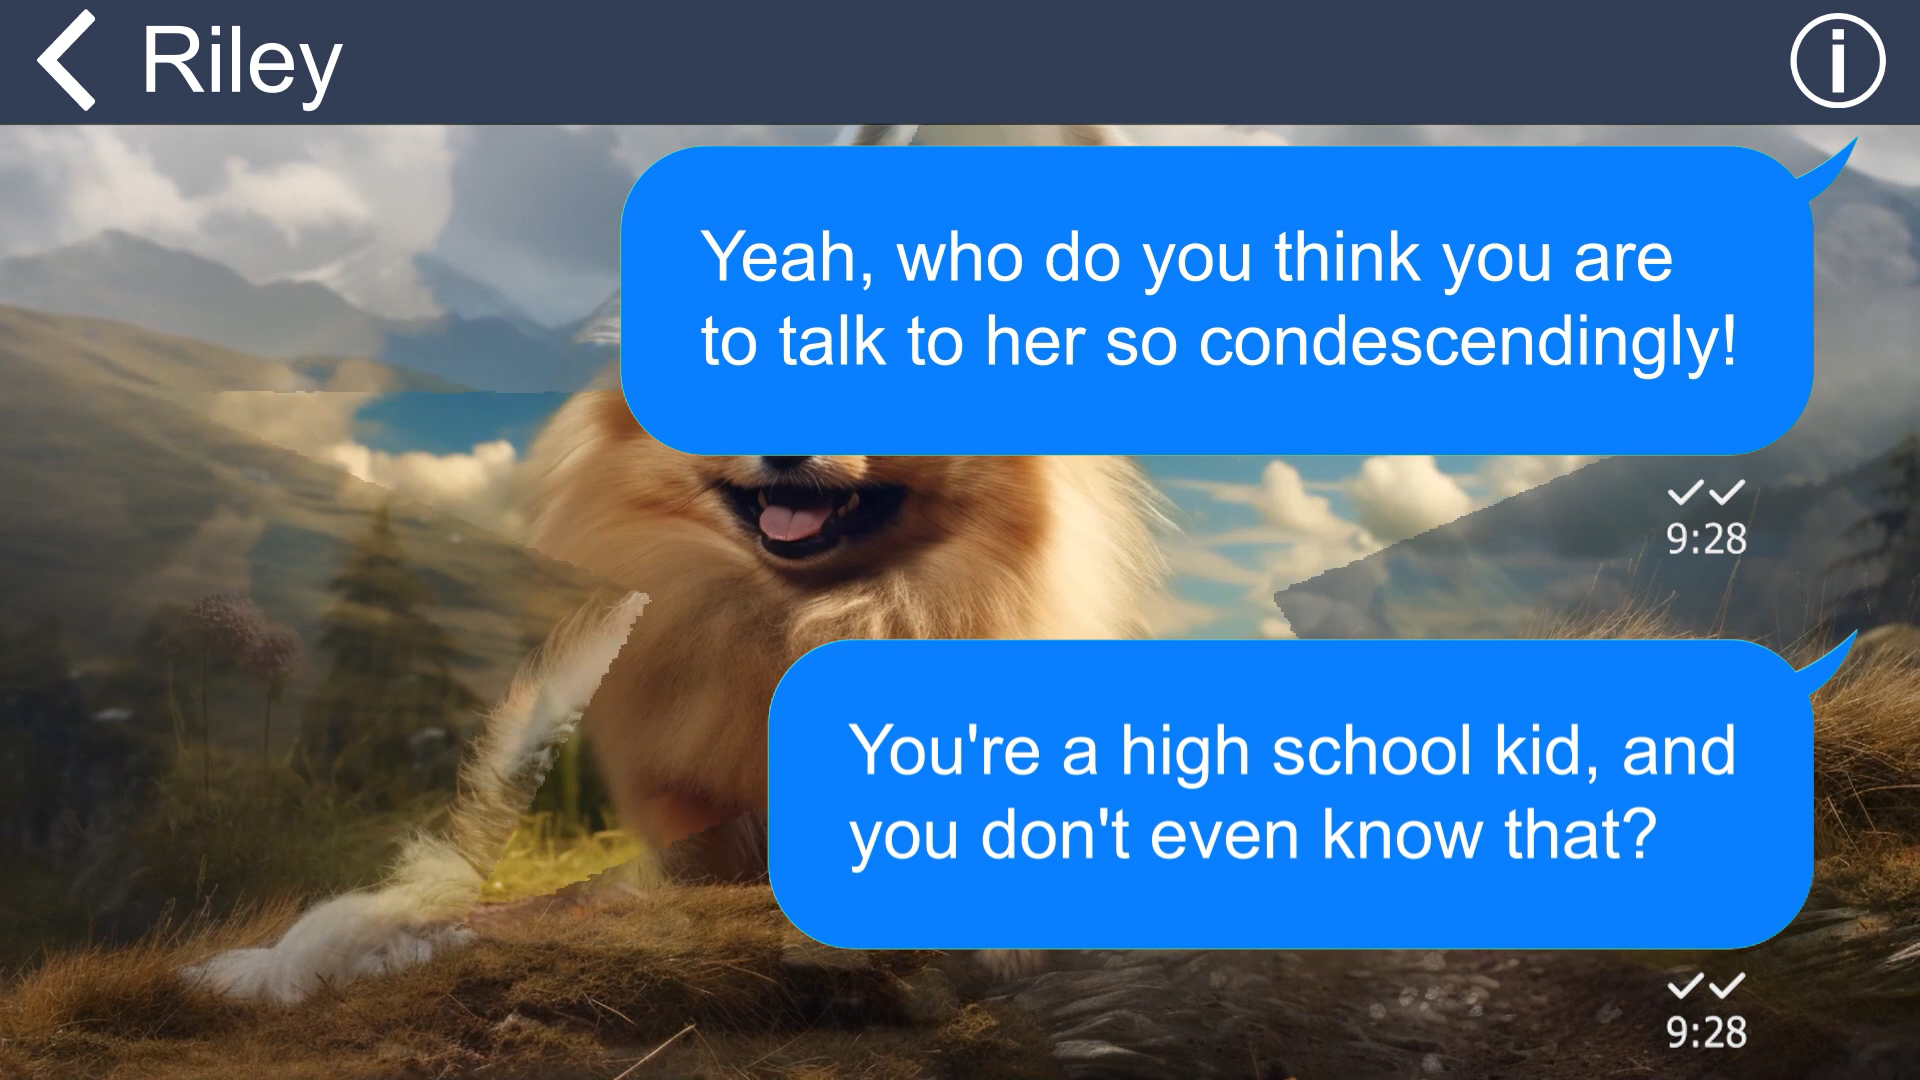 Riley
Yeah, who do you think you are
to talk to her so condescendingly!
9:28
You're a high school kid, and
you don't even know that?
9:28